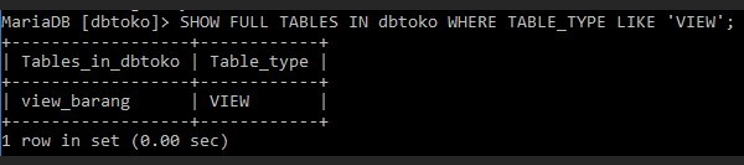 MariaDB [dbtoko]> SHOW FULL TABLES IN dbtoko WHERE TABLE_TYPE LIKE 'VIEW';
+------------------+------------+
| Tables_in_dbtoko | Table_type |
+------------------+------------+
| view_barang      | VIEW       |
+------------------+------------+
1 row in set (0.00 sec)